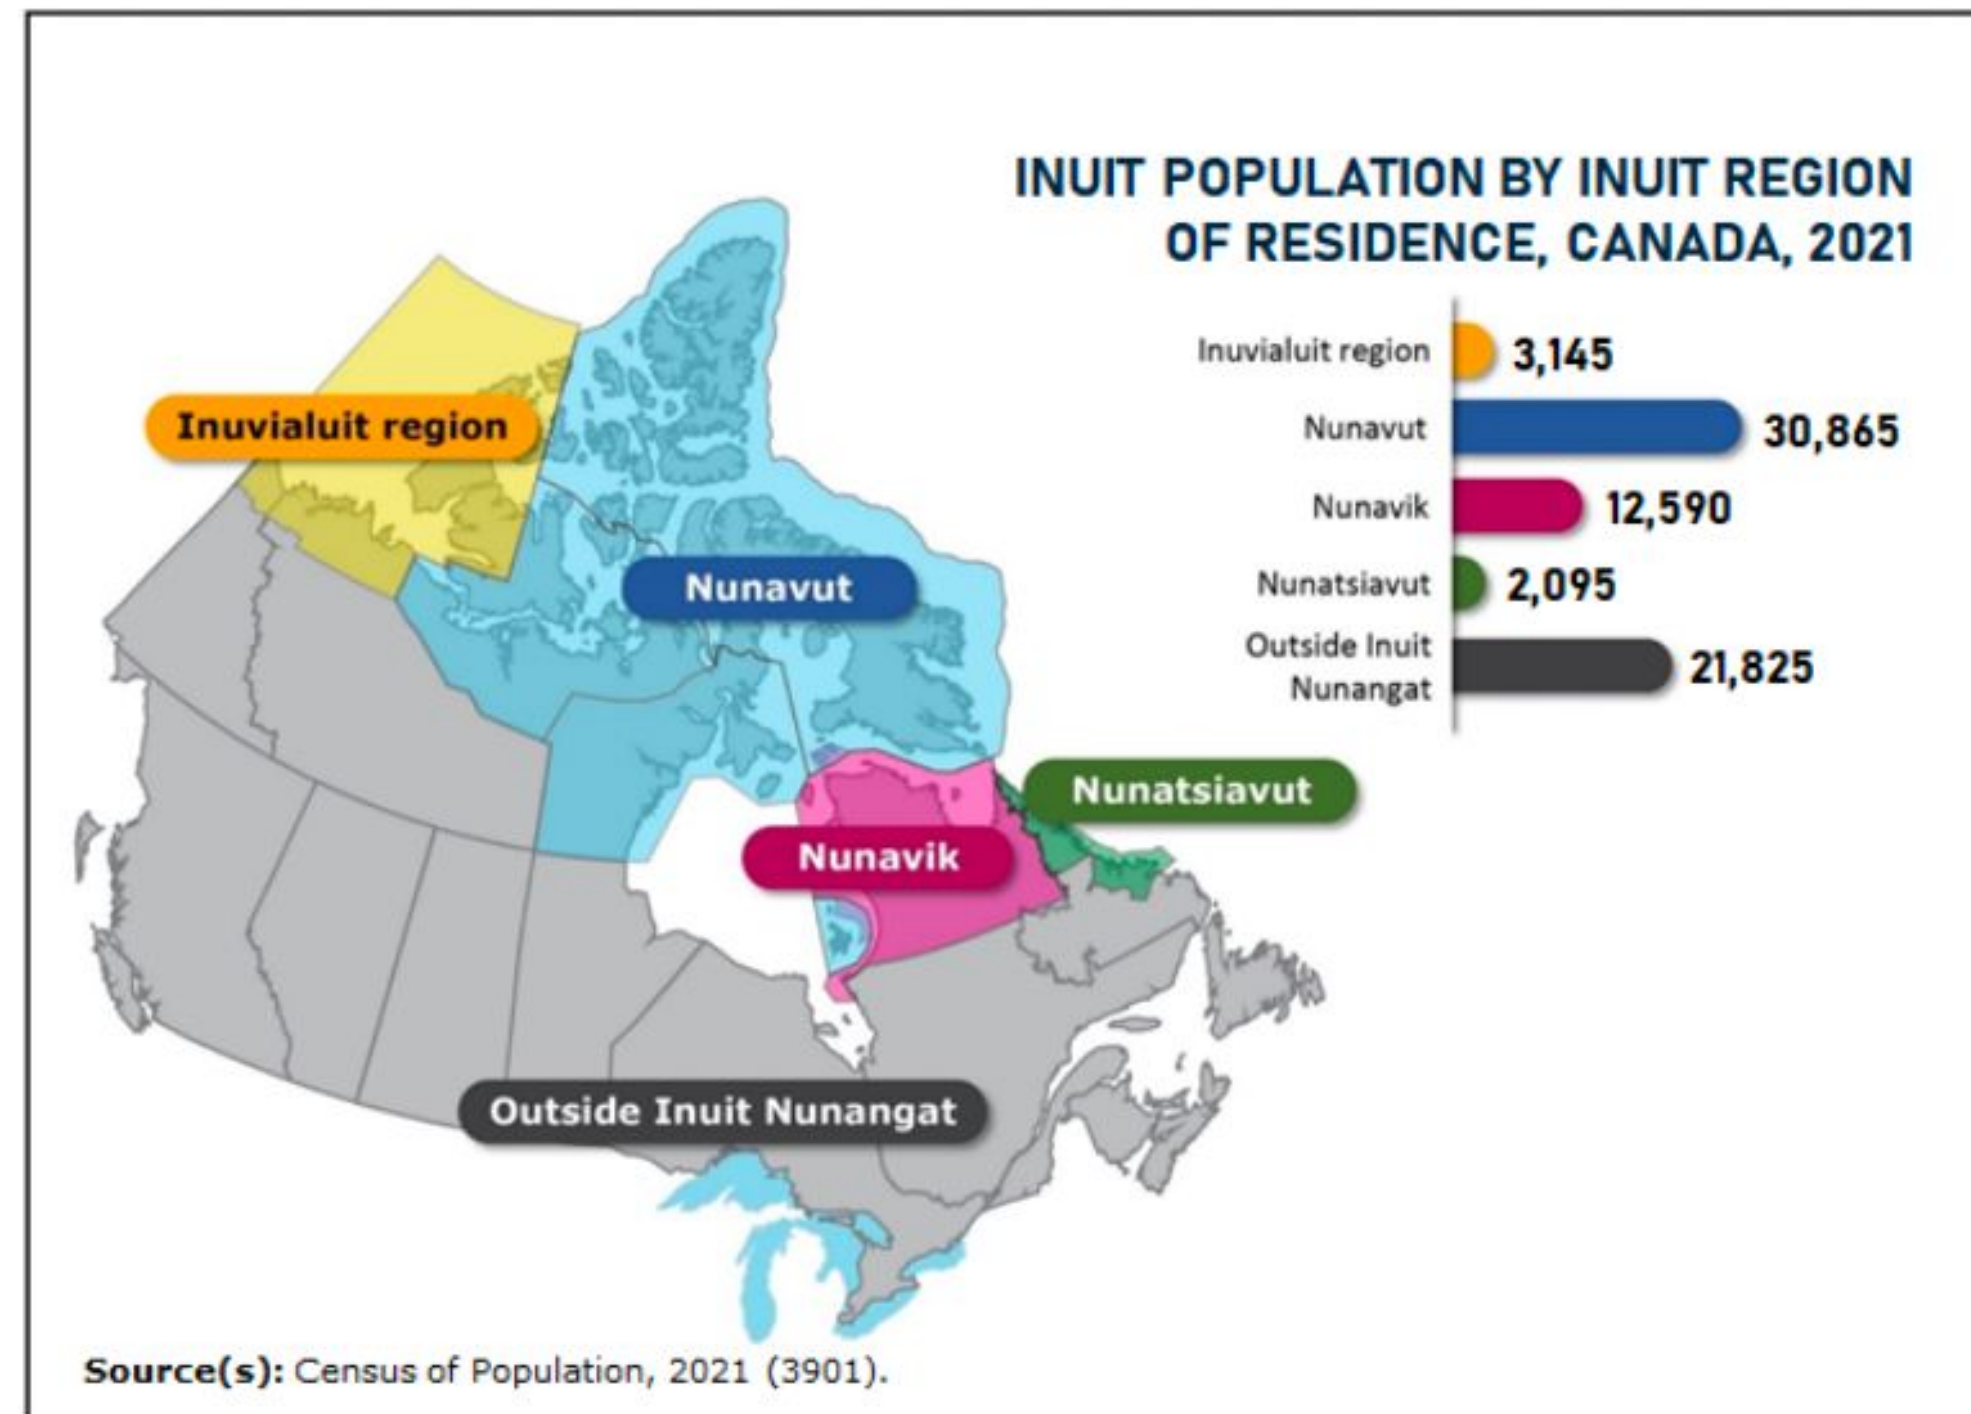 INUIT POPULATION BY INUIT REGION
OF RESIDENCE, CANADA, 2021
Inuvialuit region
3,145
Nunavut
30,865
Nunavik
12,590
Nunatsiavut
2,095
Outside Inuit
Nunangat
21,825
Inuvialuit region
Nunavut
Nunatsiavut
Nunavik
Outside Inuit Nunangat
Source(s): Census of Population, 2021 (3901).